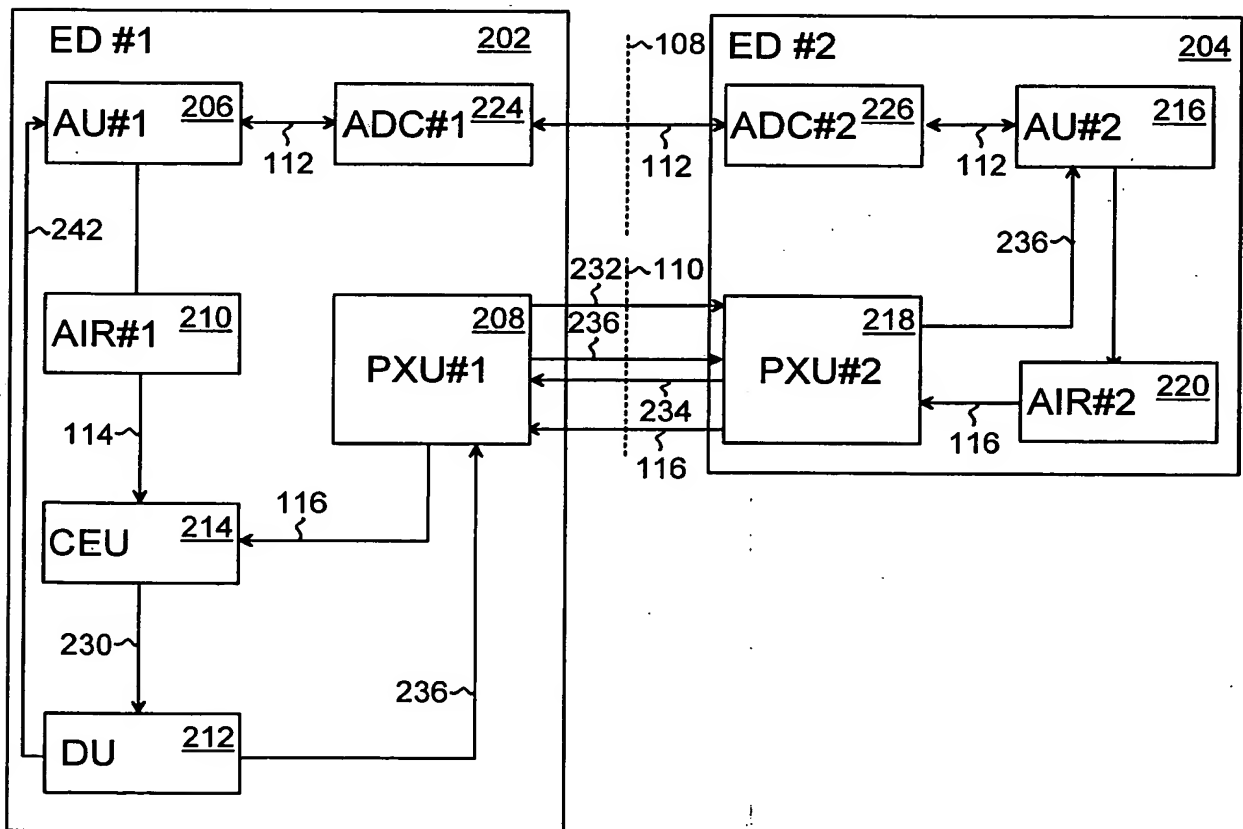 ED #1 202
108
ED #2 204
AU#1 206
ADC#1 224
ADC#2 226
AU#2 216
112
112
112
112
242
236
232
110
AIR#1 210
208
236
218
PXU#1
PXU#2
234
AIR#2 220
114
116
116
CEU 214
116
230
236
DU 212